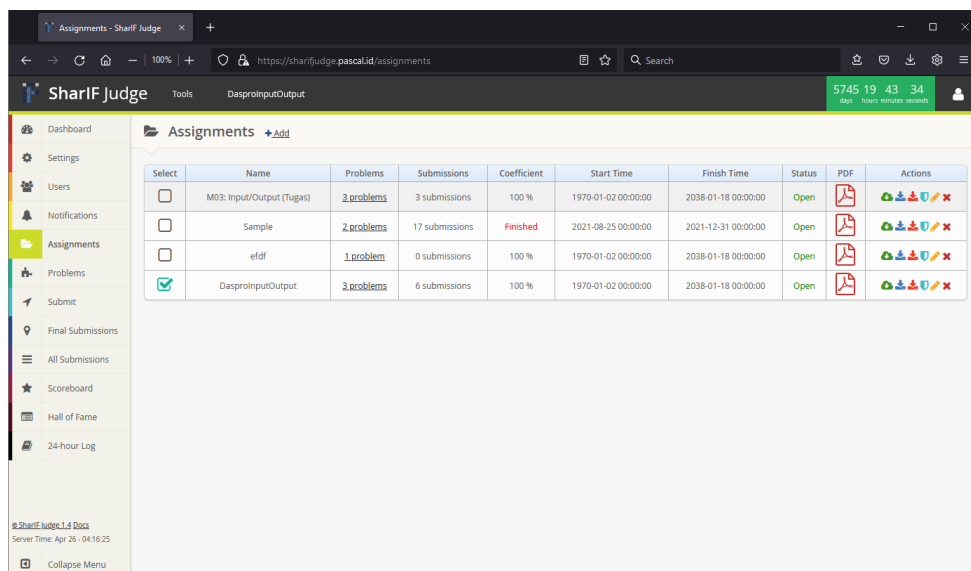 Assignments - SharIF Judge
100%
https://sharifjudge.pascal.id/assignments
Search
SharIF Judge
Tools
DasproInputOutput
5745 19 43 34
days hours minutes seconds
Dashboard
Settings
Users
Notifications
Assignments
Problems
Submit
Final Submissions
All Submissions
Scoreboard
Hall of Fame
24-hour Log
© SharIF Judge 1.4 Docs
Server Time: Apr 26 - 04:16:25
Collapse Menu
Assignments Add
Select Name Problems Submissions Coefficient Start Time Finish Time Status PDF Actions
M03: Input/Output (Tugas) 3 problems 3 submissions 100 % 1970-01-02 00:00:00 2038-01-18 00:00:00 Open
Sample 2 problems 17 submissions Finished 2021-08-25 00:00:00 2021-12-31 00:00:00 Open
efdf 1 problem 0 submissions 100 % 1970-01-02 00:00:00 2038-01-18 00:00:00 Open
DasproInputOutput 3 problems 6 submissions 100 % 1970-01-02 00:00:00 2038-01-18 00:00:00 Open